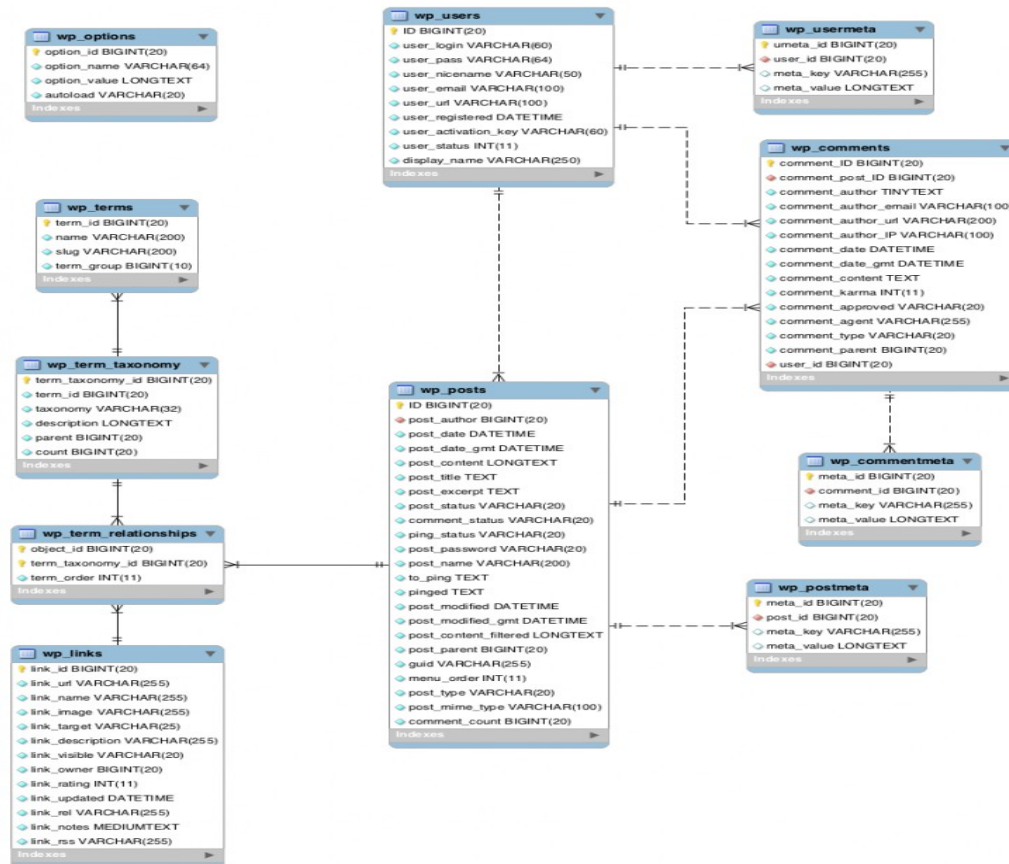 wp_options
option_id BIGINT(20)
option_name VARCHAR(64)
option_value LONGTEXT
autoload VARCHAR(20)
Indexes
wp_users
ID BIGINT(20)
user_login VARCHAR(60)
user_pass VARCHAR(64)
user_nicename VARCHAR(50)
user_email VARCHAR(100)
user_url VARCHAR(100)
user_registered DATETIME
user_activation_key VARCHAR(60)
user_status INT(11)
display_name VARCHAR(250)
Indexes
wp_usermeta
umeta_id BIGINT(20)
user_id BIGINT(20)
meta_key VARCHAR(255)
meta_value LONGTEXT
Indexes
wp_comments
comment_ID BIGINT(20)
comment_post_ID BIGINT(20)
comment_author TINYTEXT
comment_author_email VARCHAR(100
comment_author_url VARCHAR(200)
comment_author_IP VARCHAR(100)
comment_date DATETIME
comment_date_gmt DATETIME
comment_content TEXT
comment_karma INT(11)
comment_approved VARCHAR(20)
comment_agent VARCHAR(255)
comment_type VARCHAR(20)
comment_parent BIGINT(20)
user_id BIGINT(20)
Indexes
wp_terms
term_id BIGINT(20)
name VARCHAR(200)
slug VARCHAR(200)
term_group BIGINT(10)
Indexes
wp_term_taxonomy
term_taxonomy_id BIGINT(20)
term_id BIGINT(20)
taxonomy VARCHAR(32)
description LONGTEXT
parent BIGINT(20)
count BIGINT(20)
Indexes
wp_posts
ID BIGINT(20)
post_author BIGINT(20)
post_date DATETIME
post_date_gmt DATETIME
post_content LONGTEXT
post_title TEXT
post_excerpt TEXT
post_status VARCHAR(20)
comment_status VARCHAR(20)
ping_status VARCHAR(20)
post_password VARCHAR(20)
post_name VARCHAR(200)
to_ping TEXT
pinged TEXT
post_modified DATETIME
post_modified_gmt DATETIME
post_content_filtered LONGTEXT
post_parent BIGINT(20)
guid VARCHAR(255)
menu_order INT(11)
post_type VARCHAR(20)
post_mime_type VARCHAR(100)
comment_count BIGINT(20)
Indexes
wp_commentmeta
meta_id BIGINT(20)
comment_id BIGINT(20)
meta_key VARCHAR(255)
meta_value LONGTEXT
Indexes
wp_term_relationships
object_id BIGINT(20)
term_taxonomy_id BIGINT(20)
term_order INT(11)
Indexes
wp_postmeta
meta_id BIGINT(20)
post_id BIGINT(20)
meta_key VARCHAR(255)
meta_value LONGTEXT
Indexes
wp_links
link_id BIGINT(20)
link_url VARCHAR(255)
link_name VARCHAR(255)
link_image VARCHAR(255)
link_target VARCHAR(25)
link_description VARCHAR(255)
link_visible VARCHAR(20)
link_owner BIGINT(20)
link_rating INT(11)
link_updated DATETIME
link_rel VARCHAR(255)
link_notes MEDIUMTEXT
link_rss VARCHAR(255)
Indexes